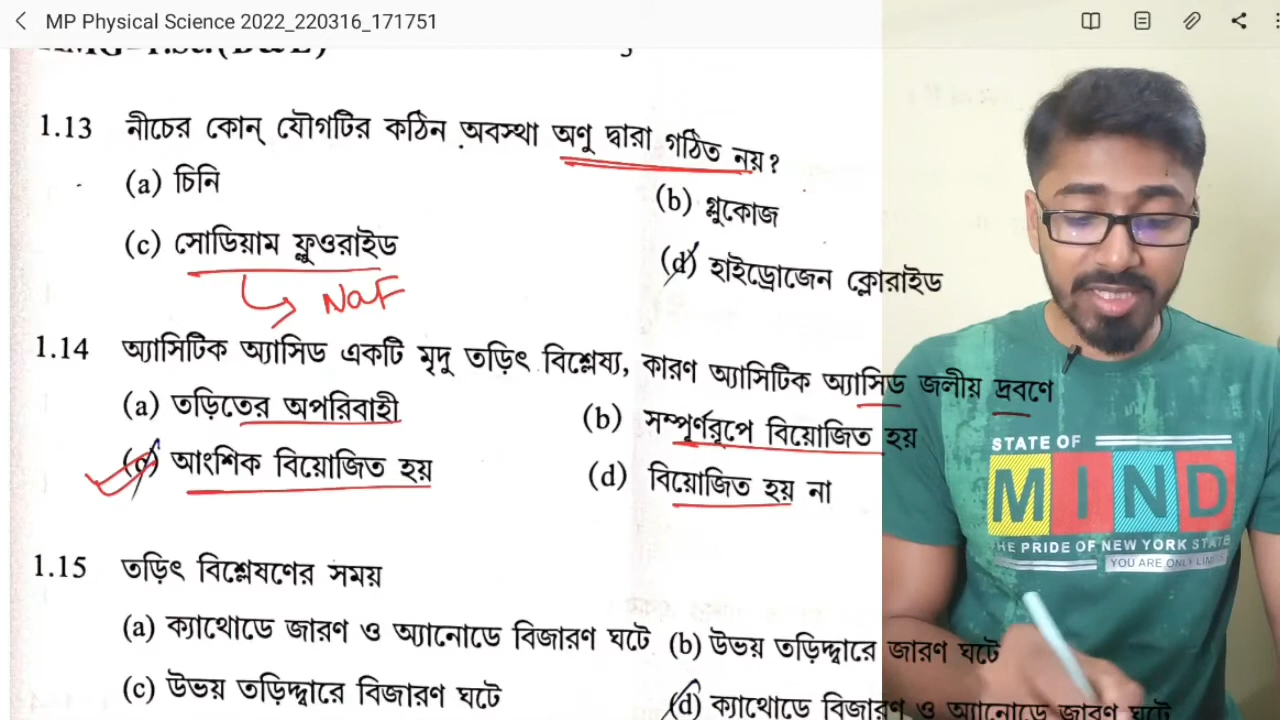 MP Physical Science 2022_220316_171751
1.13 নীচের কোন্ যৌগটির কঠিন অবস্থা অণু দ্বারা গঠিত নয়?
(a) চিনি
(b) গ্লুকোজ
(c) সোডিয়াম ফ্লুওরাইড
(d) হাইড্রোজেন ক্লোরাইড
NaF
1.14 অ্যাসিটিক অ্যাসিড একটি মৃদু তড়িৎ বিশ্লেষ্য, কারণ অ্যাসিটিক অ্যাসিড জলীয় দ্রবণে
(a) তড়িতের অপরিবাহী
(b) সম্পূর্ণরূপে বিয়োজিত হয়
(c) আংশিক বিয়োজিত হয়
(d) বিয়োজিত হয় না
1.15 তড়িৎ বিশ্লেষণের সময়
(a) ক্যাথোডে জারণ ও অ্যানোডে বিজারণ ঘটে
(b) উভয় তড়িদ্দ্বারে জারণ ঘটে
(c) উভয় তড়িদ্দ্বারে বিজারণ ঘটে
(d) ক্যাথোডে বিজারণ ও অ্যানোডে জারণ ঘটে
STATE OF
MIND
THE PRIDE OF NEW YORK STATE
YOU ARE ONLY